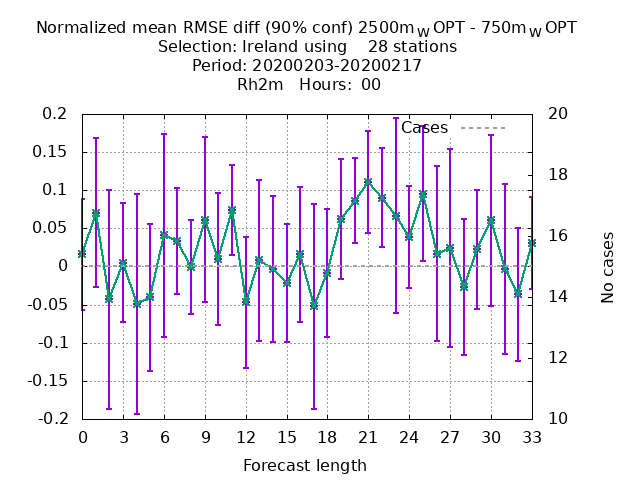 Normalized mean RMSE diff (90% conf) 2500m_W OPT - 750m_W OPT
Selection: Ireland using    28 stations
Period: 20200203-20200217
Rh2m   Hours:  00
Cases
0.2
0.15
0.1
0.05
0
-0.05
-0.1
-0.15
-0.2
20
18
16
14
12
10
No cases
0 3 6 9 12 15 18 21 24 27 30 33
Forecast length